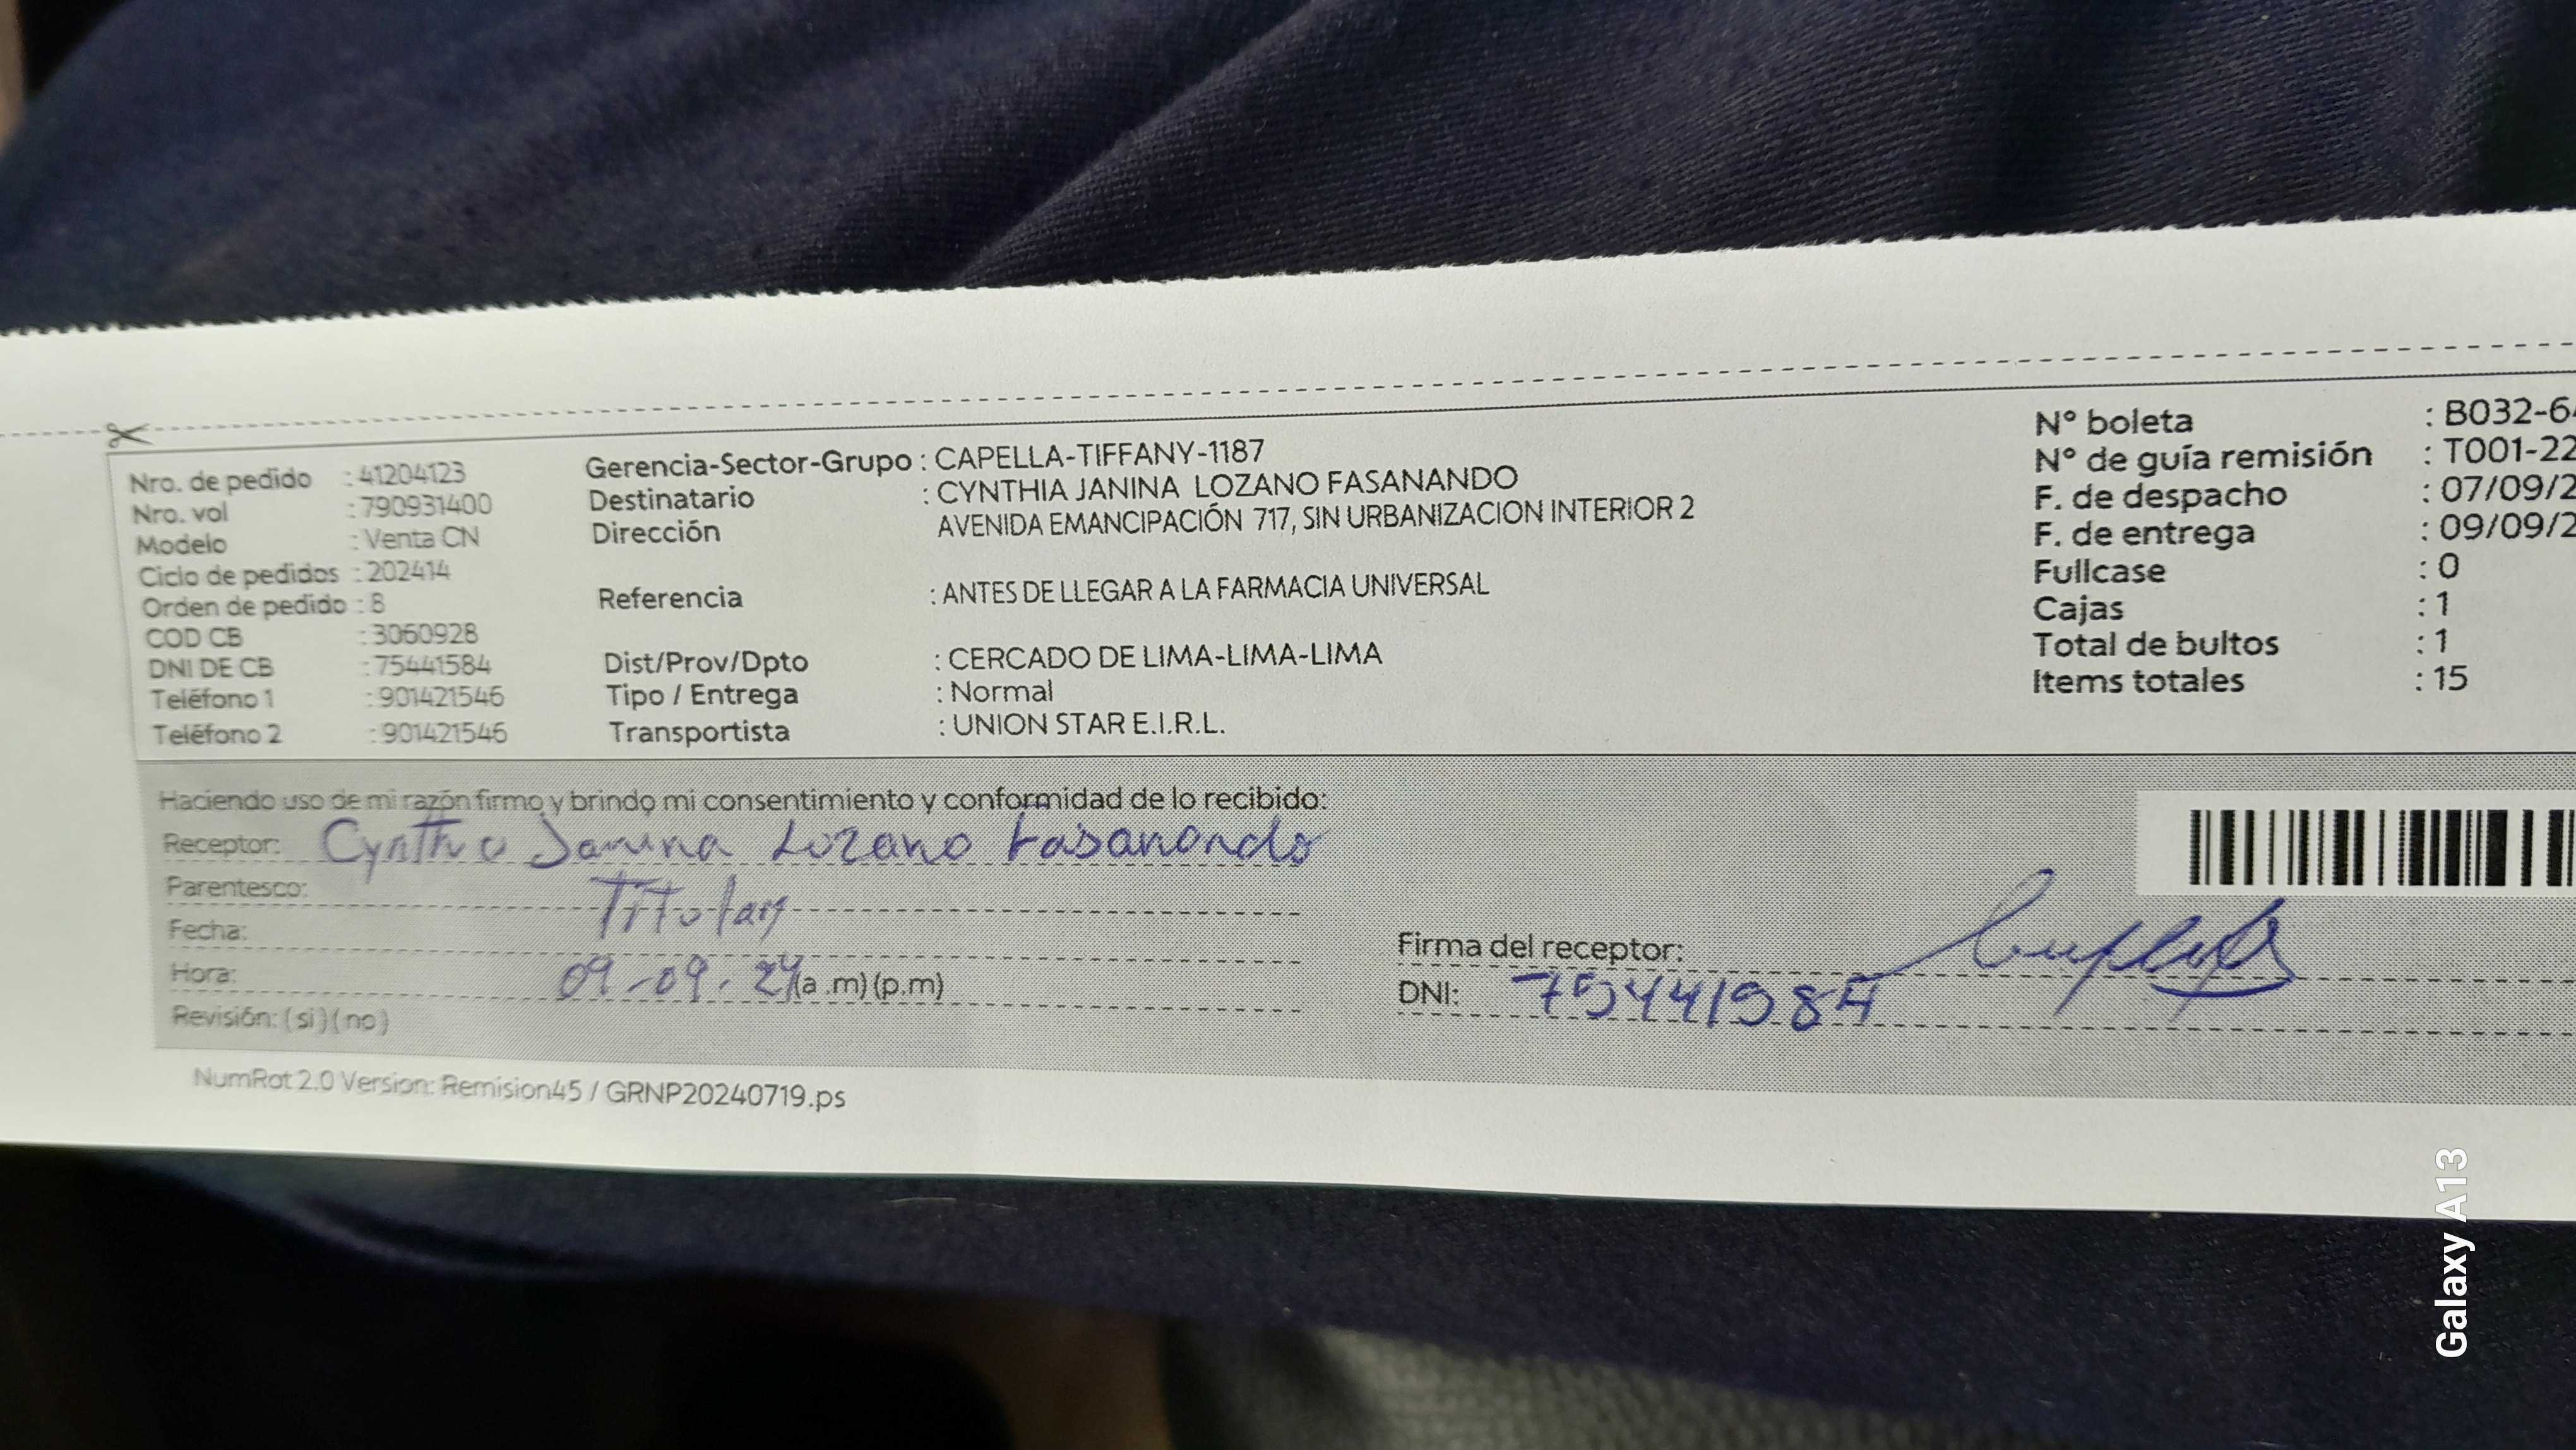 Nro. de pedido : 41204123
Nro. vol : 790931400
Modelo : Venta CN
Ciclo de pedidos : 202414
Orden de pedido : 8
COD CB : 3060928
DNI DE CB : 75441584
Teléfono 1 : 901421546
Teléfono 2 : 901421546
Gerencia-Sector-Grupo : CAPELLA-TIFFANY-1187
Destinatario : CYNTHIA JANINA LOZANO FASANANDO
Dirección AVENIDA EMANCIPACIÓN 717, SIN URBANIZACION INTERIOR 2
Referencia : ANTES DE LLEGAR A LA FARMACIA UNIVERSAL
Dist/Prov/Dpto : CERCADO DE LIMA-LIMA-LIMA
Tipo / Entrega : Normal
Transportista : UNION STAR E.I.R.L.
N° boleta : B032-6
N° de guía remisión : T001-22
F. de despacho : 07/09/2
F. de entrega : 09/09/2
Fullcase : 0
Cajas : 1
Total de bultos : 1
Items totales : 15
Haciendo uso de mi razón firmo y brindo mi consentimiento y conformidad de lo recibido:
Receptor: Cynthia Janina Lozano Fasanando
Parentesco: Titular
Fecha:
Hora: 09-09-24 (a .m) (p.m)
Revisión: ( si ) ( no )
Firma del receptor:
DNI: 75441584
NumRot 2.0 Version: Remision45 / GRNP20240719.ps
Galaxy A13